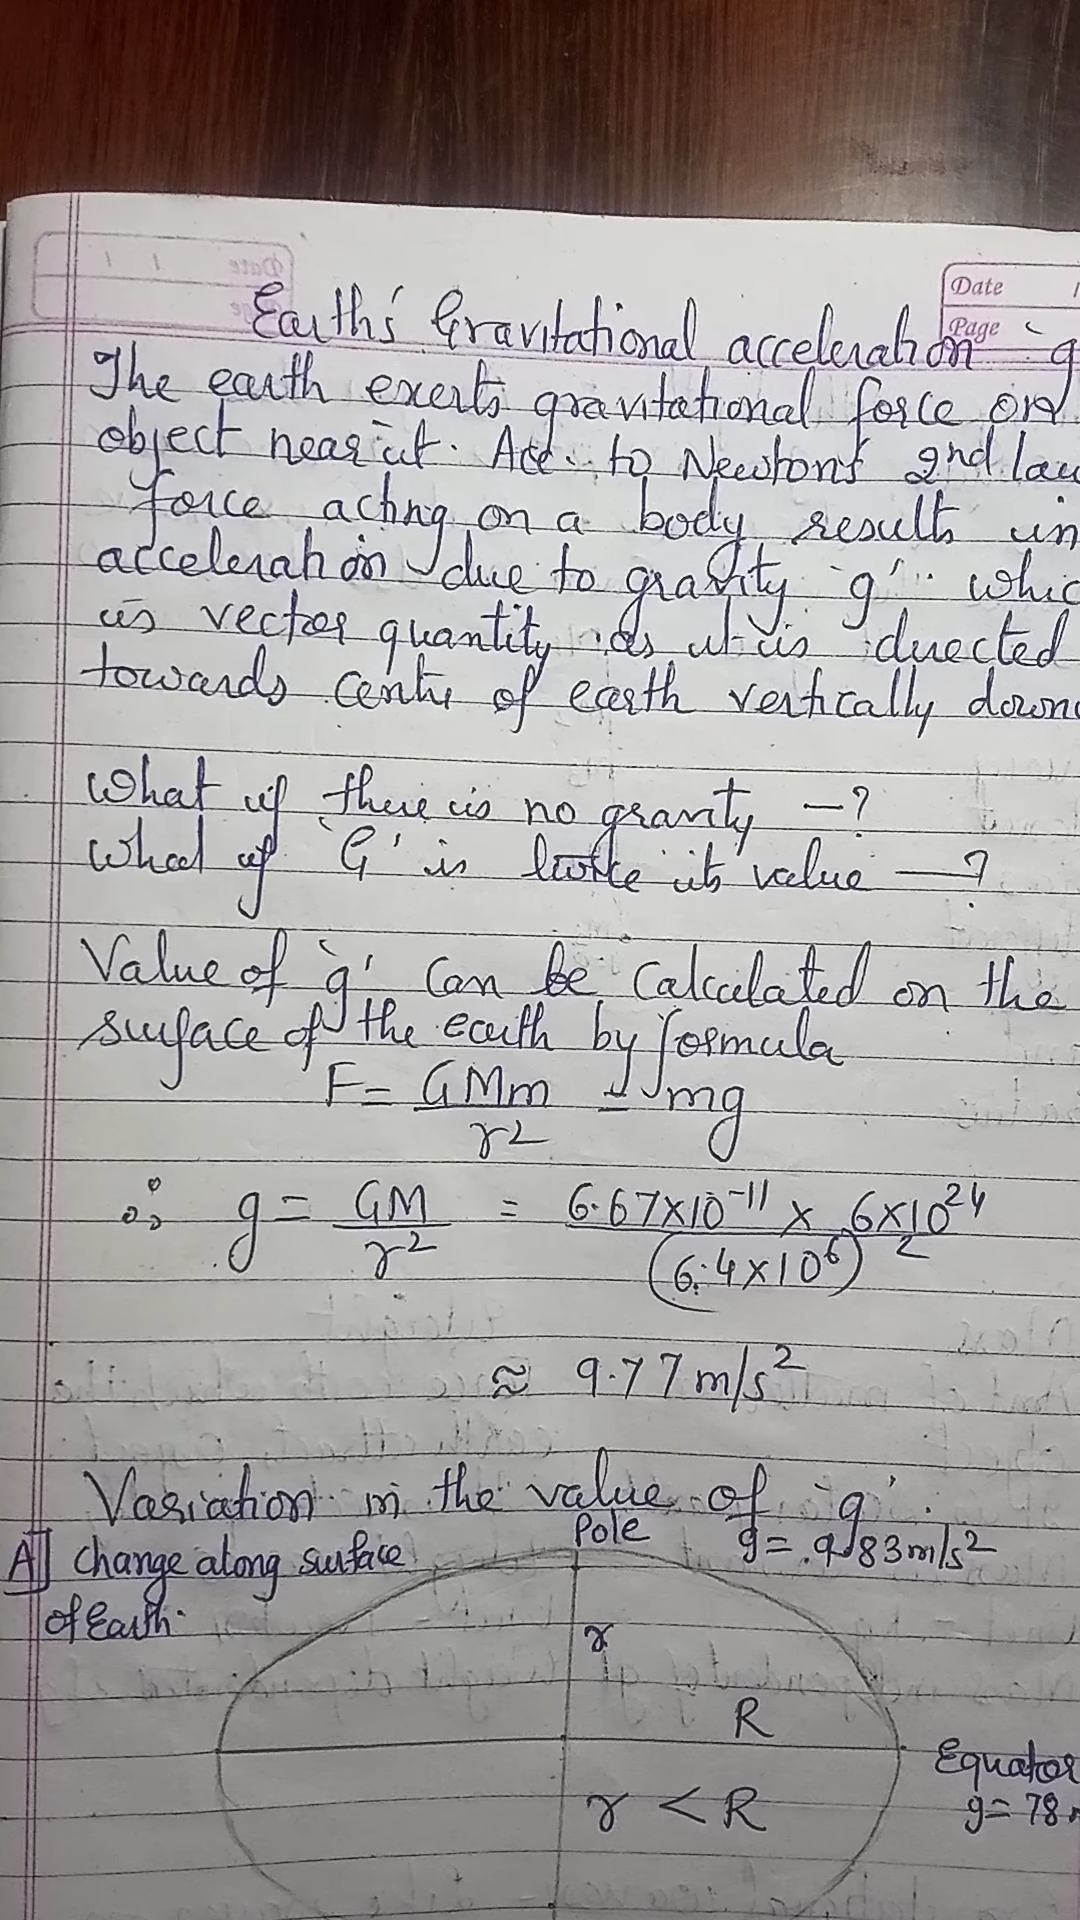 Date
Page
Earth's Gravitational acceleration 'g
The earth exerts gravitational force on
object near it. Acc. to Newton's 2nd law
force acting on a body results in
acceleration due to gravity 'g'. whic
is vector quantity as it is directed
towards centre of earth vertically down
What if there is no gravity —?
What if 'G' is twice its value —?
Value of 'g' can be calculated on the
surface of the earth by formula
F = GMm/r² = mg
∴ g = GM/r² = 6.67×10⁻¹¹ × 6×10²⁴/(6.4×10⁶)²
≈ 9.77 m/s²
Variation in the value of 'g'.
Pole g = 9.83 m/s²
A] Change along surface
of Earth.
r
R
Equator
r < R
g = 78